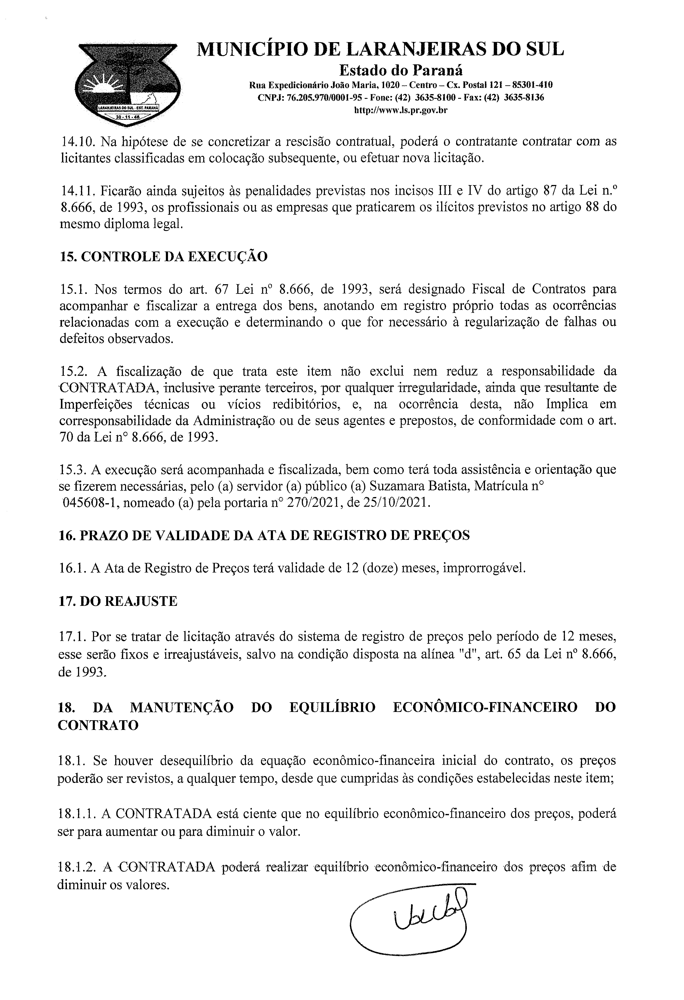 MUNICÍPIO DE LARANJEIRAS DO SUL
Estado do Paraná
Rua Expedicionário João Maria, 1020 – Centro – Cx. Postal 121 – 85301-410
CNPJ: 76.205.970/0001-95 - Fone: (42) 3635-8100 - Fax: (42) 3635-8136
http://www.ls.pr.gov.br
LARANJEIRAS DO SUL - EST. PARANÁ
30 - 11 - 46
14.10. Na hipótese de se concretizar a rescisão contratual, poderá o contratante contratar com as
licitantes classificadas em colocação subsequente, ou efetuar nova licitação.
14.11. Ficarão ainda sujeitos às penalidades previstas nos incisos III e IV do artigo 87 da Lei n.º
8.666, de 1993, os profissionais ou as empresas que praticarem os ilícitos previstos no artigo 88 do
mesmo diploma legal.
15. CONTROLE DA EXECUÇÃO
15.1. Nos termos do art. 67 Lei nº 8.666, de 1993, será designado Fiscal de Contratos para
acompanhar e fiscalizar a entrega dos bens, anotando em registro próprio todas as ocorrências
relacionadas com a execução e determinando o que for necessário à regularização de falhas ou
defeitos observados.
15.2. A fiscalização de que trata este item não exclui nem reduz a responsabilidade da
CONTRATADA, inclusive perante terceiros, por qualquer irregularidade, ainda que resultante de
Imperfeições técnicas ou vícios redibitórios, e, na ocorrência desta, não Implica em
corresponsabilidade da Administração ou de seus agentes e prepostos, de conformidade com o art.
70 da Lei nº 8.666, de 1993.
15.3. A execução será acompanhada e fiscalizada, bem como terá toda assistência e orientação que
se fizerem necessárias, pelo (a) servidor (a) público (a) Suzamara Batista, Matrícula nº
045608-1, nomeado (a) pela portaria nº 270/2021, de 25/10/2021.
16. PRAZO DE VALIDADE DA ATA DE REGISTRO DE PREÇOS
16.1. A Ata de Registro de Preços terá validade de 12 (doze) meses, improrrogável.
17. DO REAJUSTE
17.1. Por se tratar de licitação através do sistema de registro de preços pelo período de 12 meses,
esse serão fixos e irreajustáveis, salvo na condição disposta na alínea "d", art. 65 da Lei nº 8.666,
de 1993.
18. DA MANUTENÇÃO DO EQUILÍBRIO ECONÔMICO-FINANCEIRO DO
CONTRATO
18.1. Se houver desequilíbrio da equação econômico-financeira inicial do contrato, os preços
poderão ser revistos, a qualquer tempo, desde que cumpridas às condições estabelecidas neste item;
18.1.1. A CONTRATADA está ciente que no equilíbrio econômico-financeiro dos preços, poderá
ser para aumentar ou para diminuir o valor.
18.1.2. A CONTRATADA poderá realizar equilíbrio econômico-financeiro dos preços afim de
diminuir os valores.